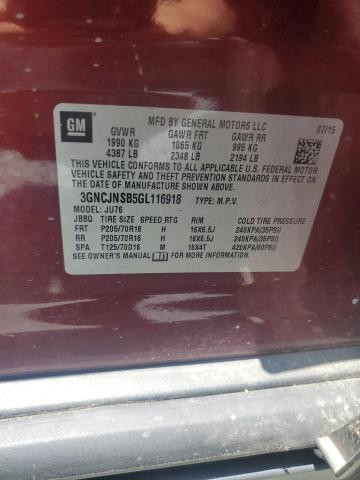 GM
MFD BY GENERAL MOTORS LLC 07/15
GVWR GAWR FRT GAWR RR
1990 KG 1065 KG 995 KG
4387 LB 2348 LB 2194 LB
THIS VEHICLE CONFORMS TO ALL APPLICABLE U.S. FEDERAL MOTOR
VEHICLE SAFETY AND THEFT PREVENTION STANDARDS IN
EFFECT ON THE DATE OF MANUFACTURE SHOWN ABOVE.
3GNCJNSB5GL116918 TYPE: M.P.V.
MODEL: JU76
JBBQ TIRE SIZE SPEED RTG RIM COLD TIRE PRESSURE
FRT P205/70R16 H 16X6.5J 240KPA(35PSI)
RR P205/70R16 H 16X6.5J 240KPA(35PSI)
SPA T125/70D16 M 16X4T 420KPA(60PSI)
SEE OWNER'S MANUAL FOR MORE INFORMATION.